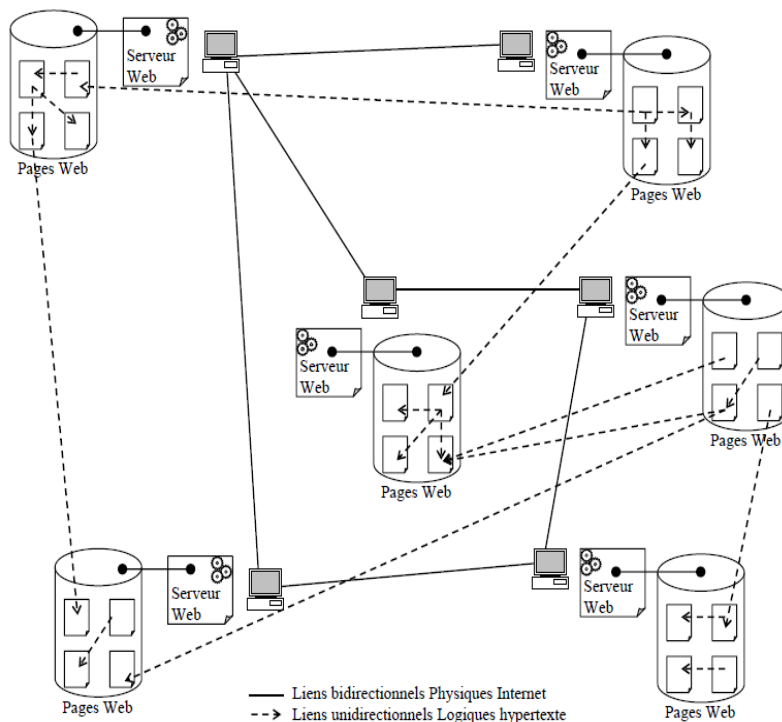 Serveur
Web
Pages Web
Serveur
Web
Pages Web
Serveur
Web
Pages Web
Serveur
Web
Pages Web
Serveur
Web
Pages Web
Serveur
Web
Pages Web
Liens bidirectionnels Physiques Internet
Liens unidirectionnels Logiques hypertexte